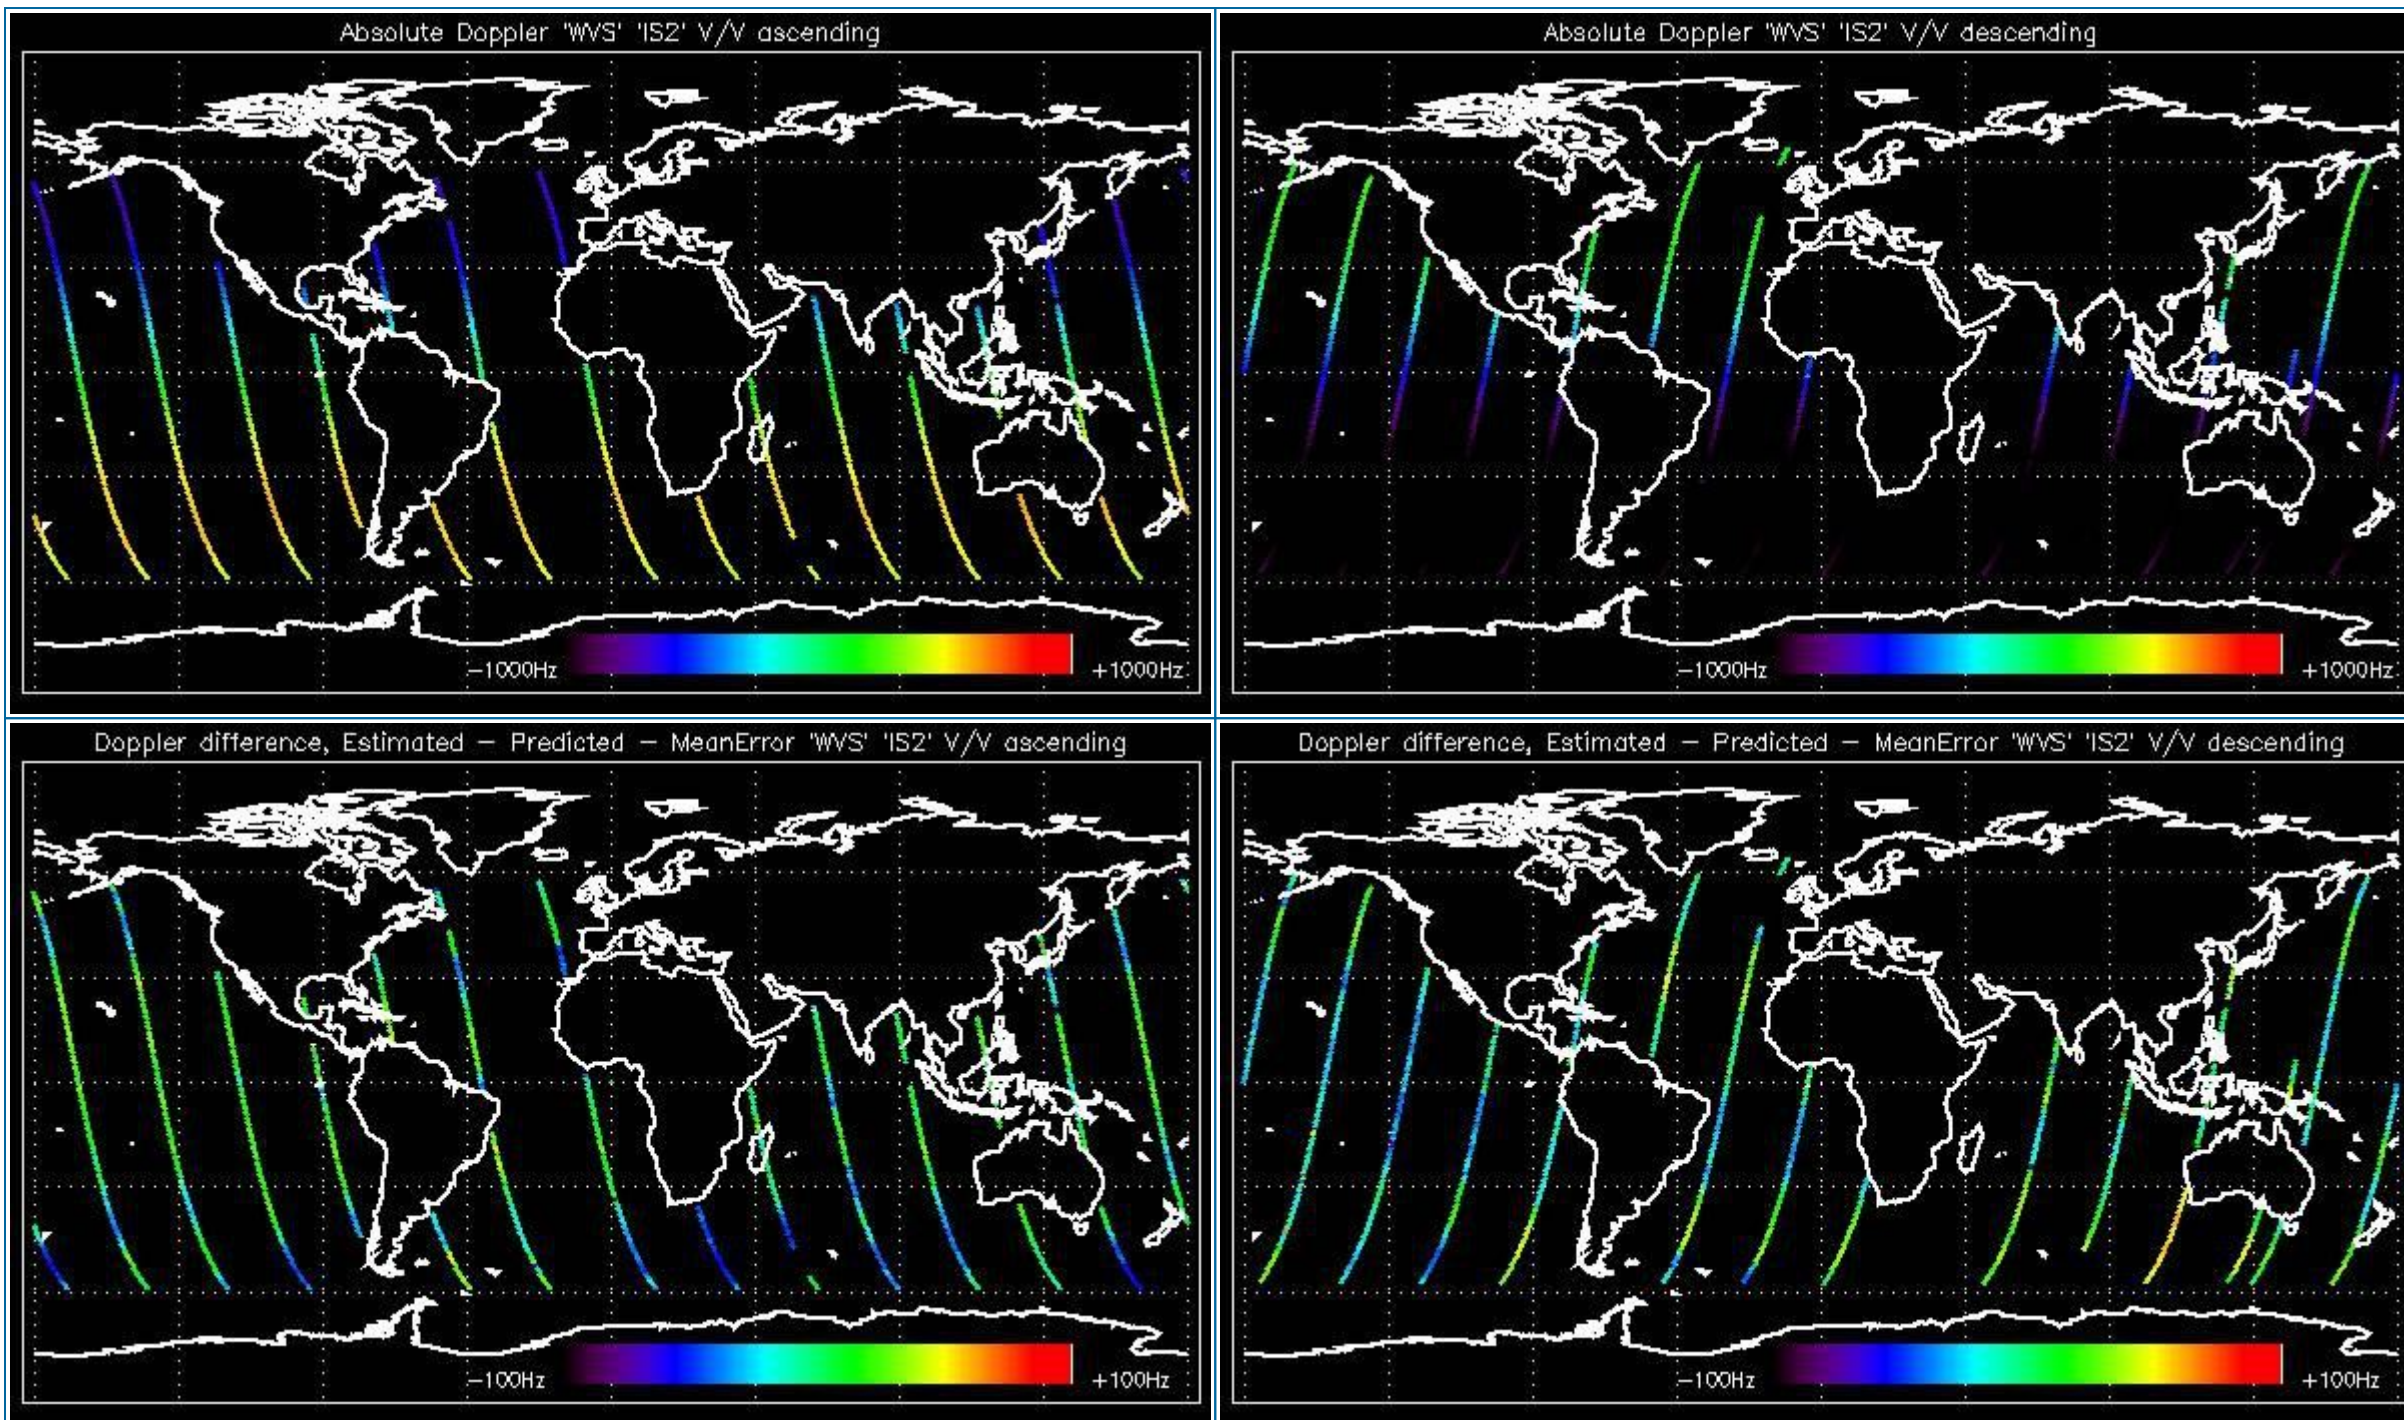 Absolute Doppler 'WVS' 'IS2' V/V ascending
-1000Hz
+1000Hz
Absolute Doppler 'WVS' 'IS2' V/V descending
-1000Hz
+1000Hz
Doppler difference, Estimated - Predicted - MeanError 'WVS' 'IS2' V/V ascending
-100Hz
+100Hz
Doppler difference, Estimated - Predicted - MeanError 'WVS' 'IS2' V/V descending
-100Hz
+100Hz